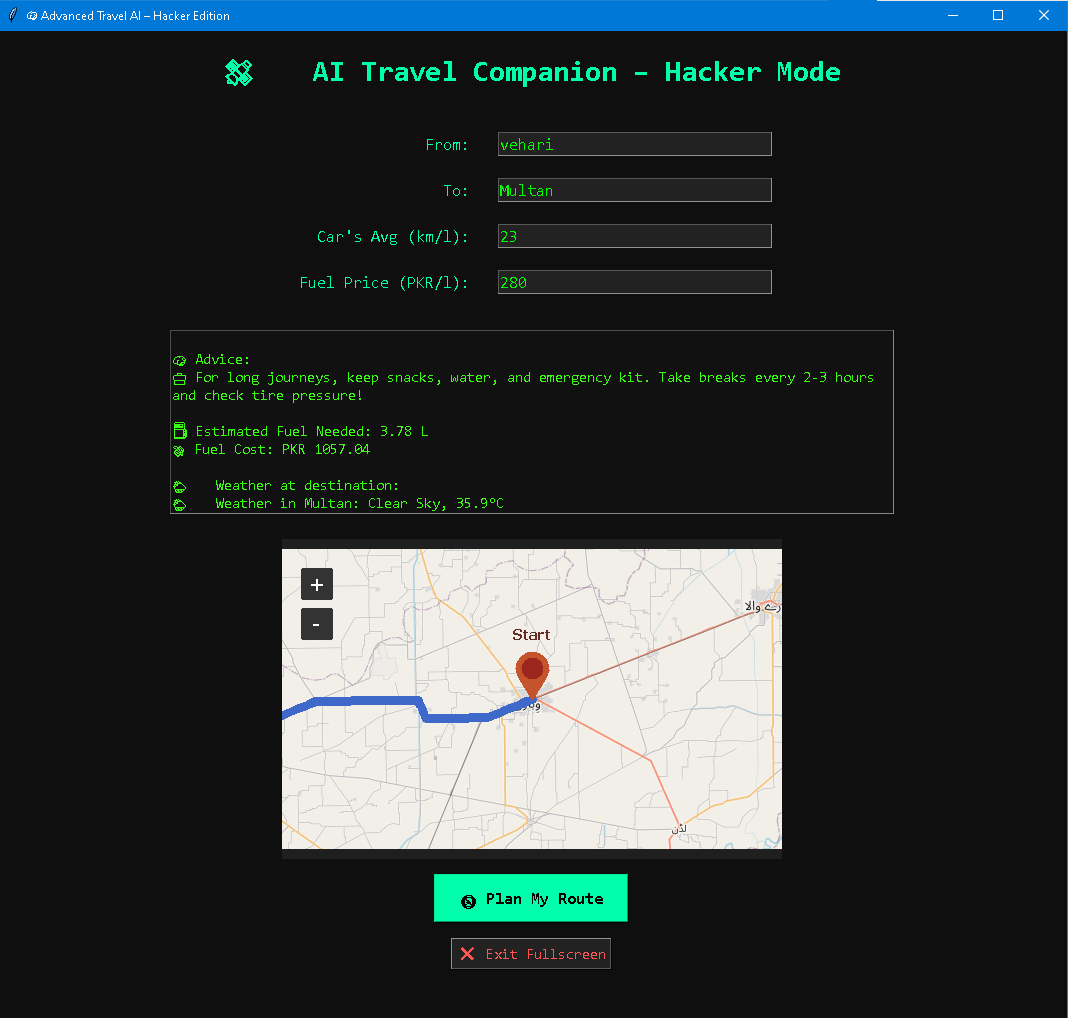 Advanced Travel AI – Hacker Edition
AI Travel Companion – Hacker Mode
From: vehari
To: Multan
Car's Avg (km/l): 23
Fuel Price (PKR/l): 280
Advice:
For long journeys, keep snacks, water, and emergency kit. Take breaks every 2-3 hours
and check tire pressure!
Estimated Fuel Needed: 3.78 L
Fuel Cost: PKR 1057.04
Weather at destination:
Weather in Multan: Clear Sky, 35.9°C
+
رے والا
-
Start
لڈن
Plan My Route
Exit Fullscreen